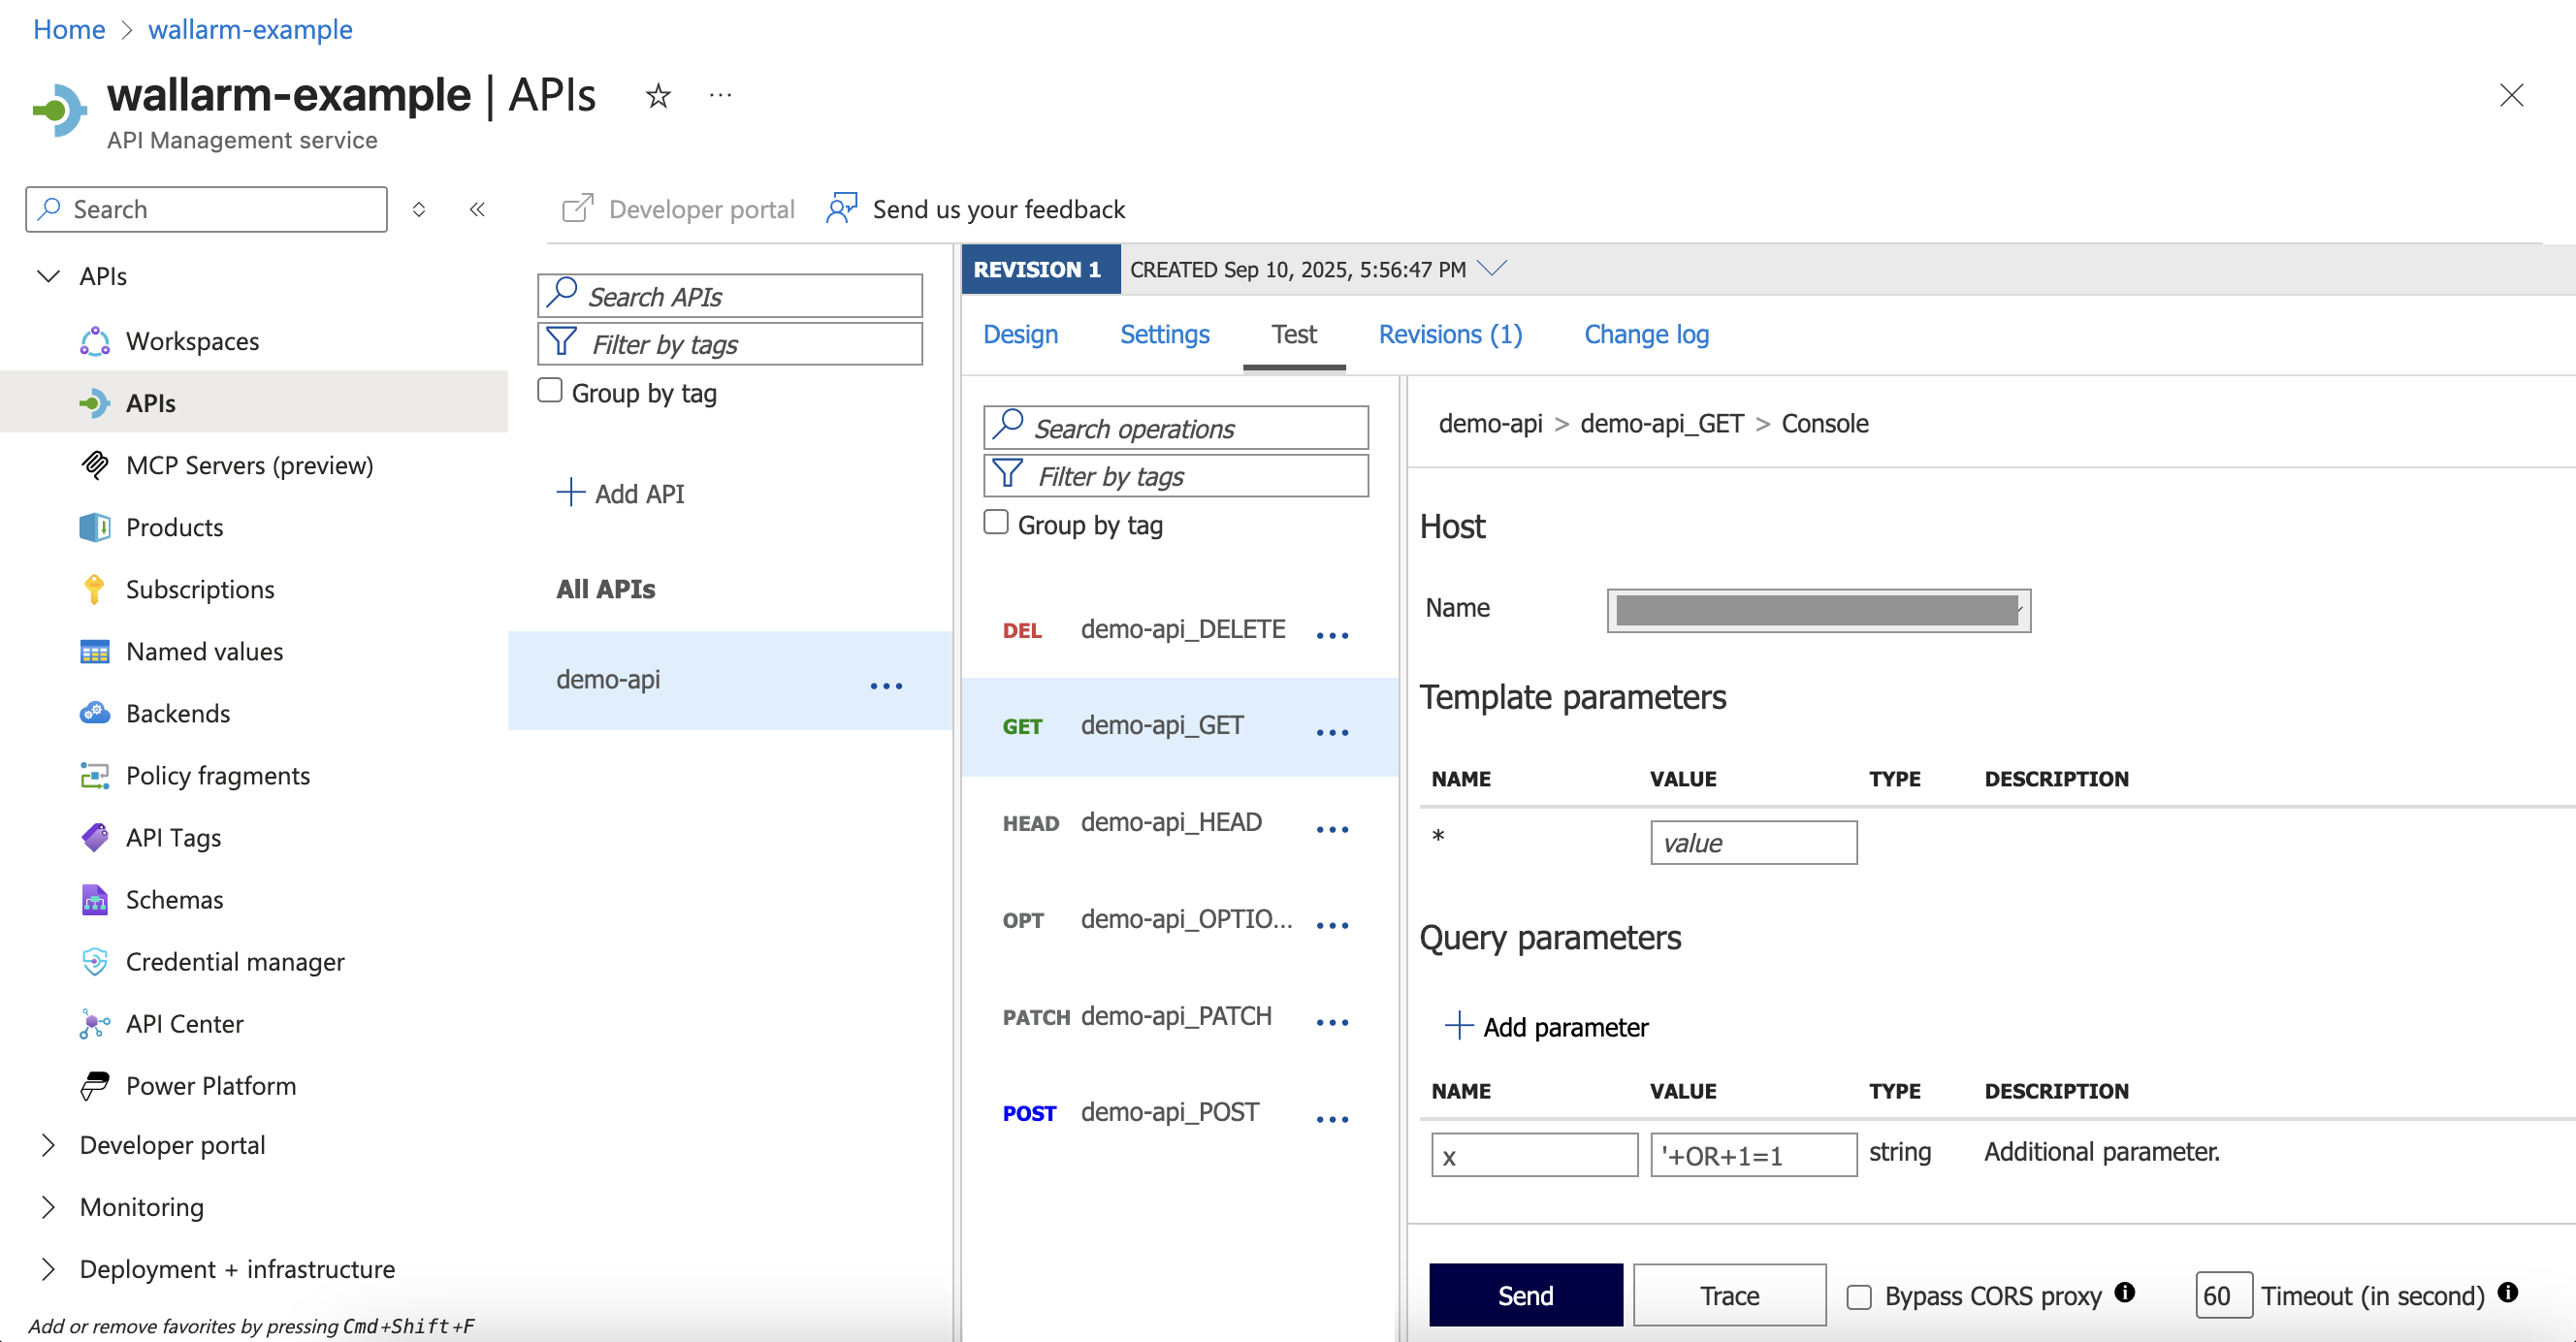 Home > wallarm-example
wallarm-example | APIs
API Management service
Search
APIs
Workspaces
APIs
MCP Servers (preview)
Products
Subscriptions
Named values
Backends
Policy fragments
API Tags
Schemas
Credential manager
API Center
Power Platform
Developer portal
Monitoring
Deployment + infrastructure
Add or remove favorites by pressing Cmd+Shift+F
Developer portal
Send us your feedback
Search APIs
Filter by tags
Group by tag
Add API
All APIs
demo-api
REVISION 1 CREATED Sep 10, 2025, 5:56:47 PM
Design Settings Test Revisions (1) Change log
Search operations
Filter by tags
Group by tag
DEL demo-api_DELETE
GET demo-api_GET
HEAD demo-api_HEAD
OPT demo-api_OPTIO...
PATCH demo-api_PATCH
POST demo-api_POST
demo-api > demo-api_GET > Console
Host
Name
Template parameters
NAME VALUE TYPE DESCRIPTION
* value
Query parameters
Add parameter
NAME VALUE TYPE DESCRIPTION
x '+OR+1=1 string Additional parameter.
Send Trace Bypass CORS proxy 60 Timeout (in second)